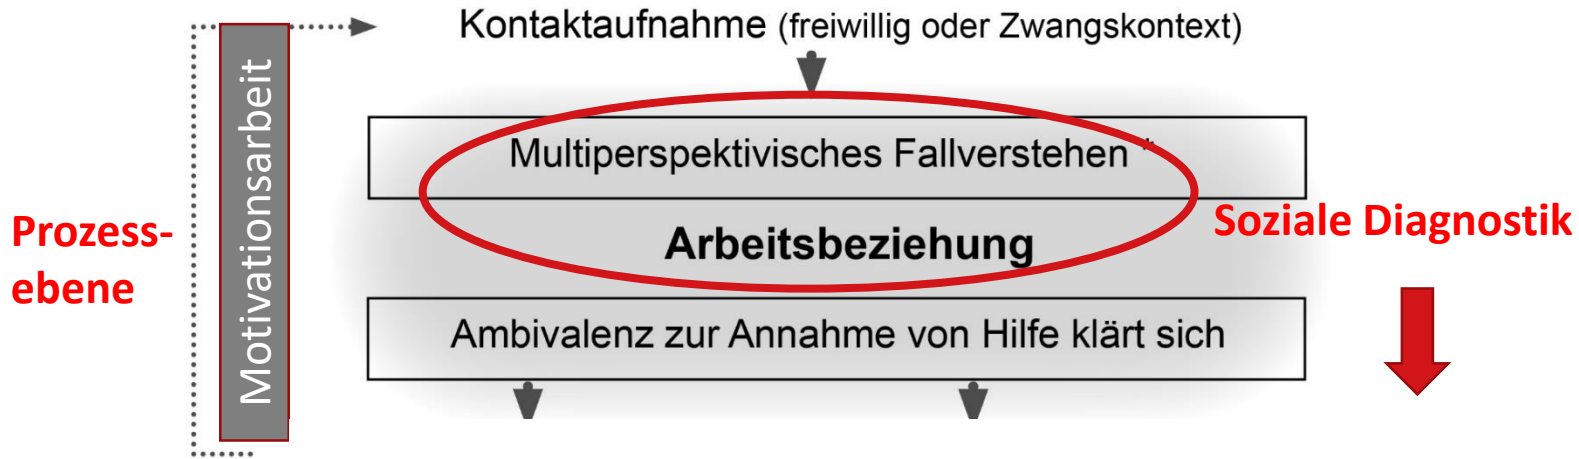 Kontaktaufnahme (freiwillig oder Zwangskontext)
Motivationsarbeit
Multiperspektivisches Fallverstehen *
Prozess-
ebene
Arbeitsbeziehung
Soziale Diagnostik
Ambivalenz zur Annahme von Hilfe klärt sich